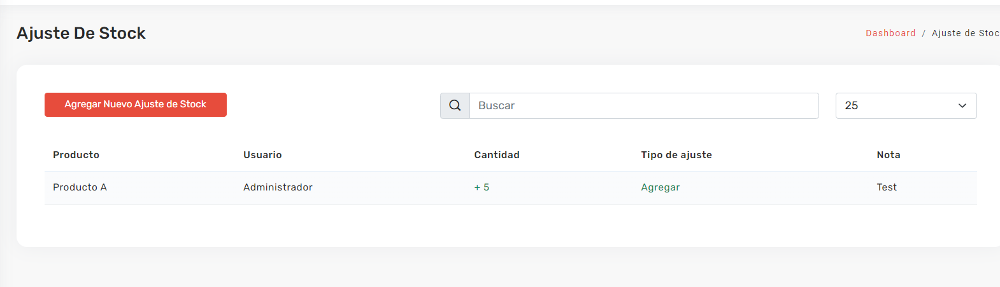 Ajuste De Stock
Dashboard / Ajuste de Stoc
Agregar Nuevo Ajuste de Stock
Buscar
25
Producto Usuario Cantidad Tipo de ajuste Nota
Producto A Administrador + 5 Agregar Test